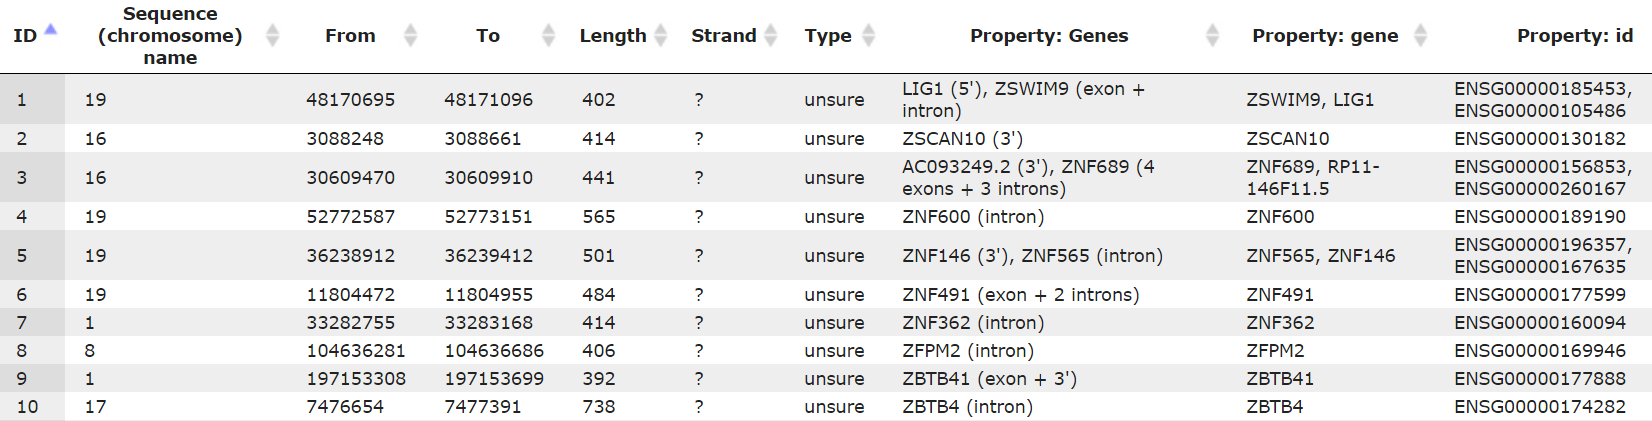 ID Sequence (chromosome) name From To Length Strand Type Property: Genes Property: gene Property: id
1 19 48170695 48171096 402 ? unsure LIG1 (5'), ZSWIM9 (exon + intron) ZSWIM9, LIG1 ENSG00000185453, ENSG00000105486
2 16 3088248 3088661 414 ? unsure ZSCAN10 (3') ZSCAN10 ENSG00000130182
3 16 30609470 30609910 441 ? unsure AC093249.2 (3'), ZNF689 (4 exons + 3 introns) ZNF689, RP11-146F11.5 ENSG00000156853, ENSG00000260167
4 19 52772587 52773151 565 ? unsure ZNF600 (intron) ZNF600 ENSG00000189190
5 19 36238912 36239412 501 ? unsure ZNF146 (3'), ZNF565 (intron) ZNF565, ZNF146 ENSG00000196357, ENSG00000167635
6 19 11804472 11804955 484 ? unsure ZNF491 (exon + 2 introns) ZNF491 ENSG00000177599
7 1 33282755 33283168 414 ? unsure ZNF362 (intron) ZNF362 ENSG00000160094
8 8 104636281 104636686 406 ? unsure ZFPM2 (intron) ZFPM2 ENSG00000169946
9 1 197153308 197153699 392 ? unsure ZBTB41 (exon + 3') ZBTB41 ENSG00000177888
10 17 7476654 7477391 738 ? unsure ZBTB4 (intron) ZBTB4 ENSG00000174282